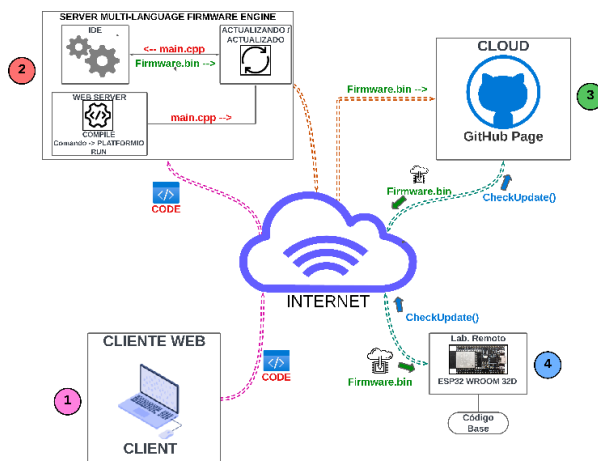 SERVER MULTI-LANGUAGE FIRMWARE ENGINE
IDE
<-- main.cpp
Firmware.bin -->
ACTUALIZANDO /
ACTUALIZADO
WEB SERVER
COMPILE
Comando -> PLATFORMIO
RUN
main.cpp -->
2
CLOUD
Firmware.bin -->
GitHub Page
3
</>
CODE
Firmware.bin
CheckUpdate()
INTERNET
CheckUpdate()
CLIENTE WEB
</>
CODE
CLIENT
1
Firmware.bin
Lab. Remoto
ESP32 WROOM 32D
4
Código
Base